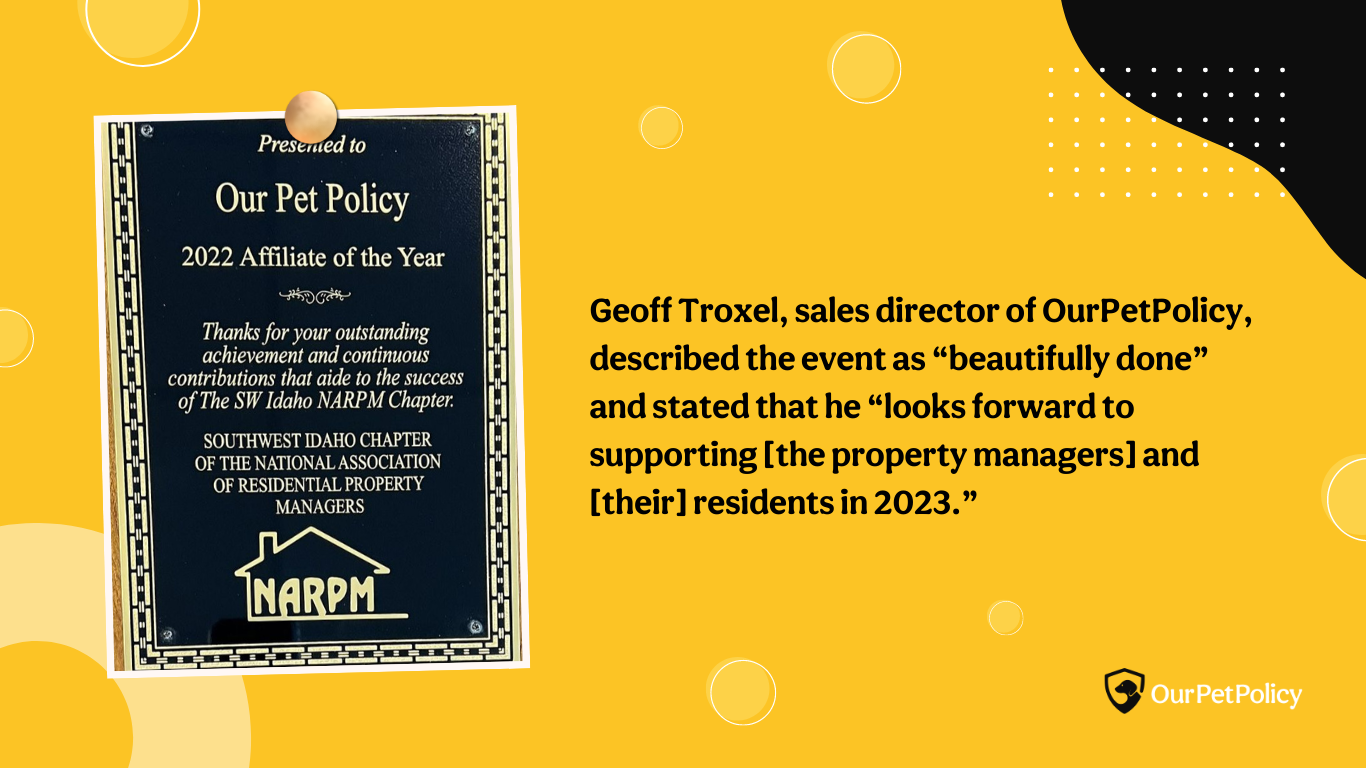 Presented to
Our Pet Policy
2022 Affiliate of the Year
Thanks for your outstanding
achievement and continuous
contributions that aide to the success
of The SW Idaho NARPM Chapter.
SOUTHWEST IDAHO CHAPTER
OF THE NATIONAL ASSOCIATION
OF RESIDENTIAL PROPERTY
MANAGERS
NARPM
Geoff Troxel, sales director of OurPetPolicy,
described the event as “beautifully done”
and stated that he “looks forward to
supporting [the property managers] and
[their] residents in 2023.”
OurPetPolicy